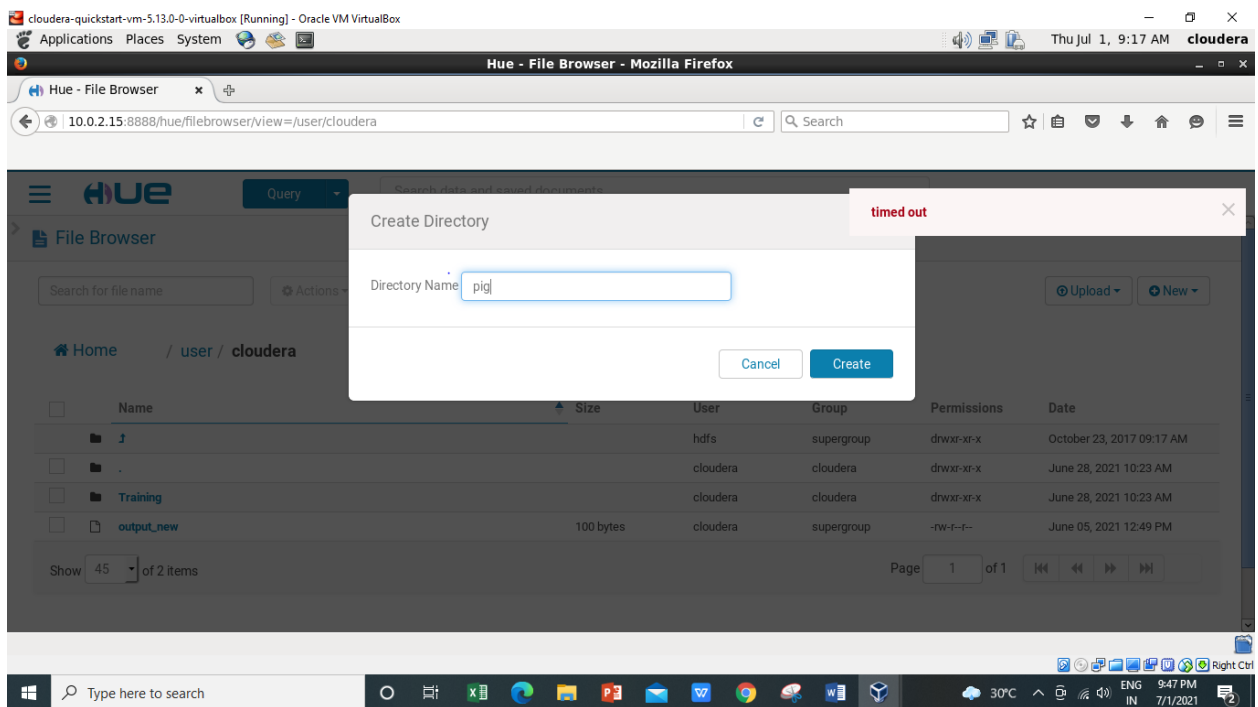 cloudera-quickstart-vm-5.13.0-0-virtualbox [Running] - Oracle VM VirtualBox
Applications Places System Thu Jul 1, 9:17 AM cloudera
Hue - File Browser - Mozilla Firefox
Hue - File Browser
10.0.2.15:8888/hue/filebrowser/view=/user/cloudera Search
HUE Query Search data and saved documents...
timed out
Create Directory
File Browser
Directory Name pig
Search for file name Actions Upload New
Home / user / cloudera
Cancel Create
Name Size User Group Permissions Date
hdfs supergroup drwxr-xr-x October 23, 2017 09:17 AM
. cloudera cloudera drwxr-xr-x June 28, 2021 10:23 AM
Training cloudera cloudera drwxr-xr-x June 28, 2021 10:23 AM
output_new 100 bytes cloudera supergroup -rw-r--r-- June 05, 2021 12:49 PM
Show 45 of 2 items Page 1 of 1
Right Ctrl
Type here to search 30°C ENG 9:47 PM
IN 7/1/2021 2